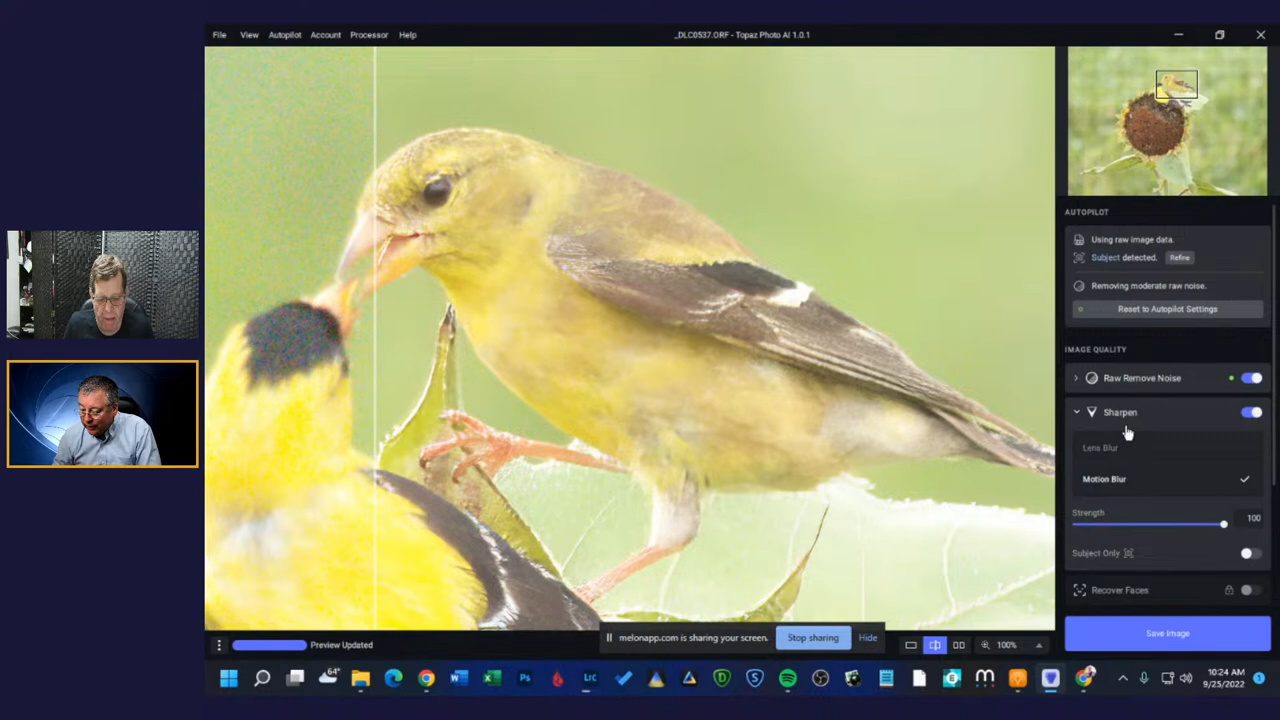 File View Autopilot Account Processor Help
_DLC0537.ORF - Topaz Photo AI 1.0.1
AUTOPILOT
Using raw image data.
Subject detected. Refine
Removing moderate raw noise.
Reset to Autopilot Settings
IMAGE QUALITY
Raw Remove Noise
Sharpen
Lens Blur
Motion Blur
Strength 100
Subject Only
Recover Faces
Save Image
Preview Updated
melonapp.com is sharing your screen. Stop sharing Hide
100%
64°
Ps
LrC
10:24 AM
9/25/2022